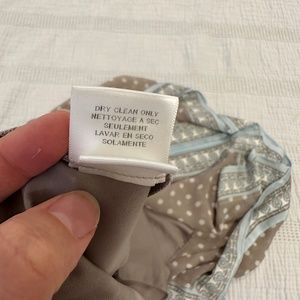 DRY CLEAN ONLY
NETTOYAGE A SEC
SEULEMENT
LAVAR EN SECO
SOLAMENTE